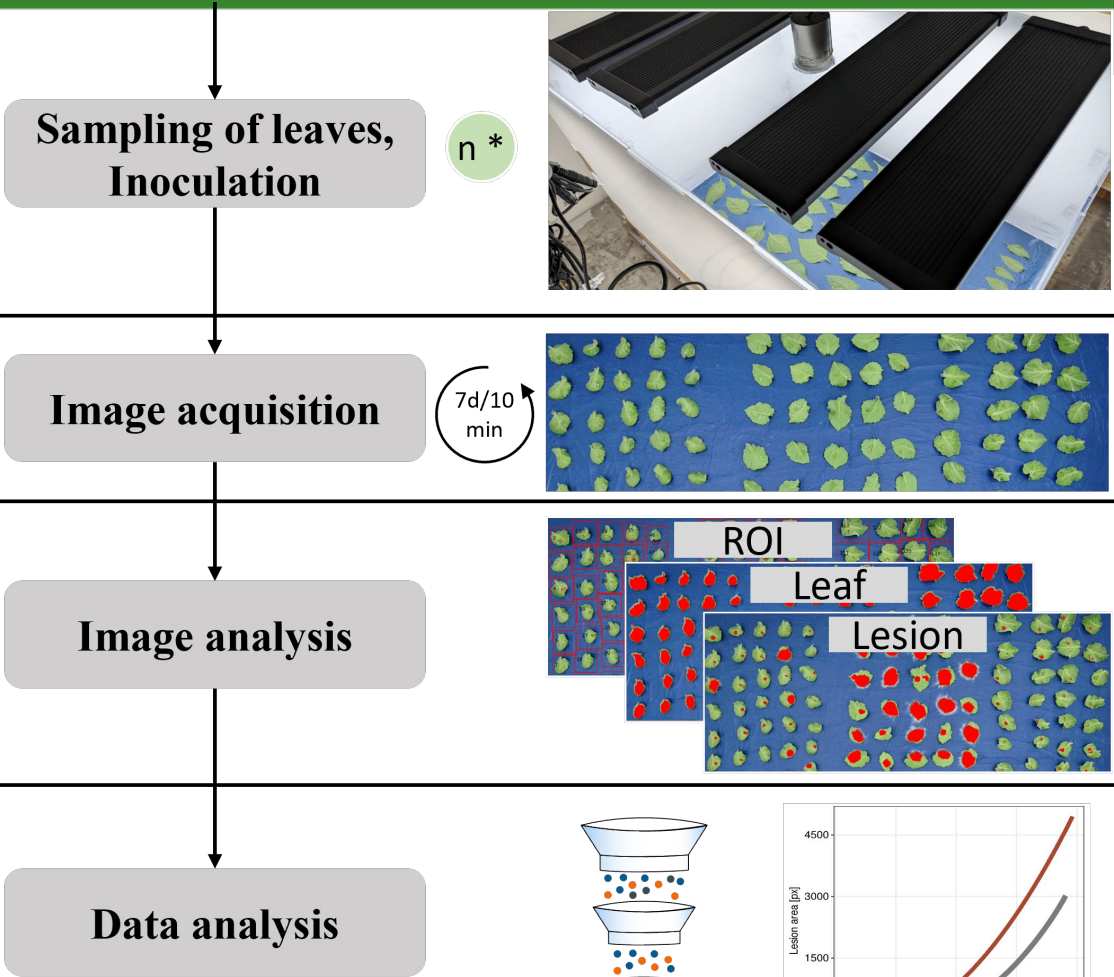 Sampling of leaves,
Inoculation
n *
Image acquisition
7d/10
min
Image analysis
ROI
Leaf
Lesion
Data analysis
Lesion area [px]
4500
3000
1500